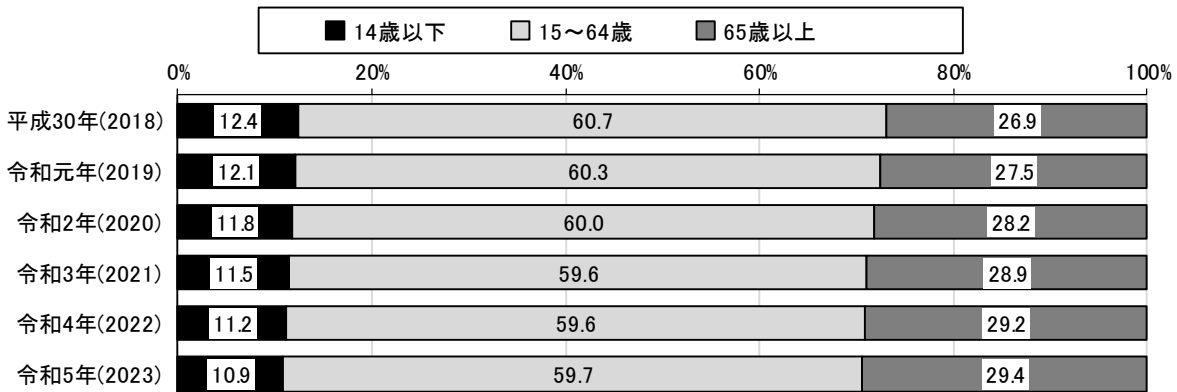 14歳以下 15～64歳 65歳以上
0% 20% 40% 60% 80% 100%
平成30年(2018) 12.4 60.7 26.9
令和元年(2019) 12.1 60.3 27.5
令和2年(2020) 11.8 60.0 28.2
令和3年(2021) 11.5 59.6 28.9
令和4年(2022) 11.2 59.6 29.2
令和5年(2023) 10.9 59.7 29.4